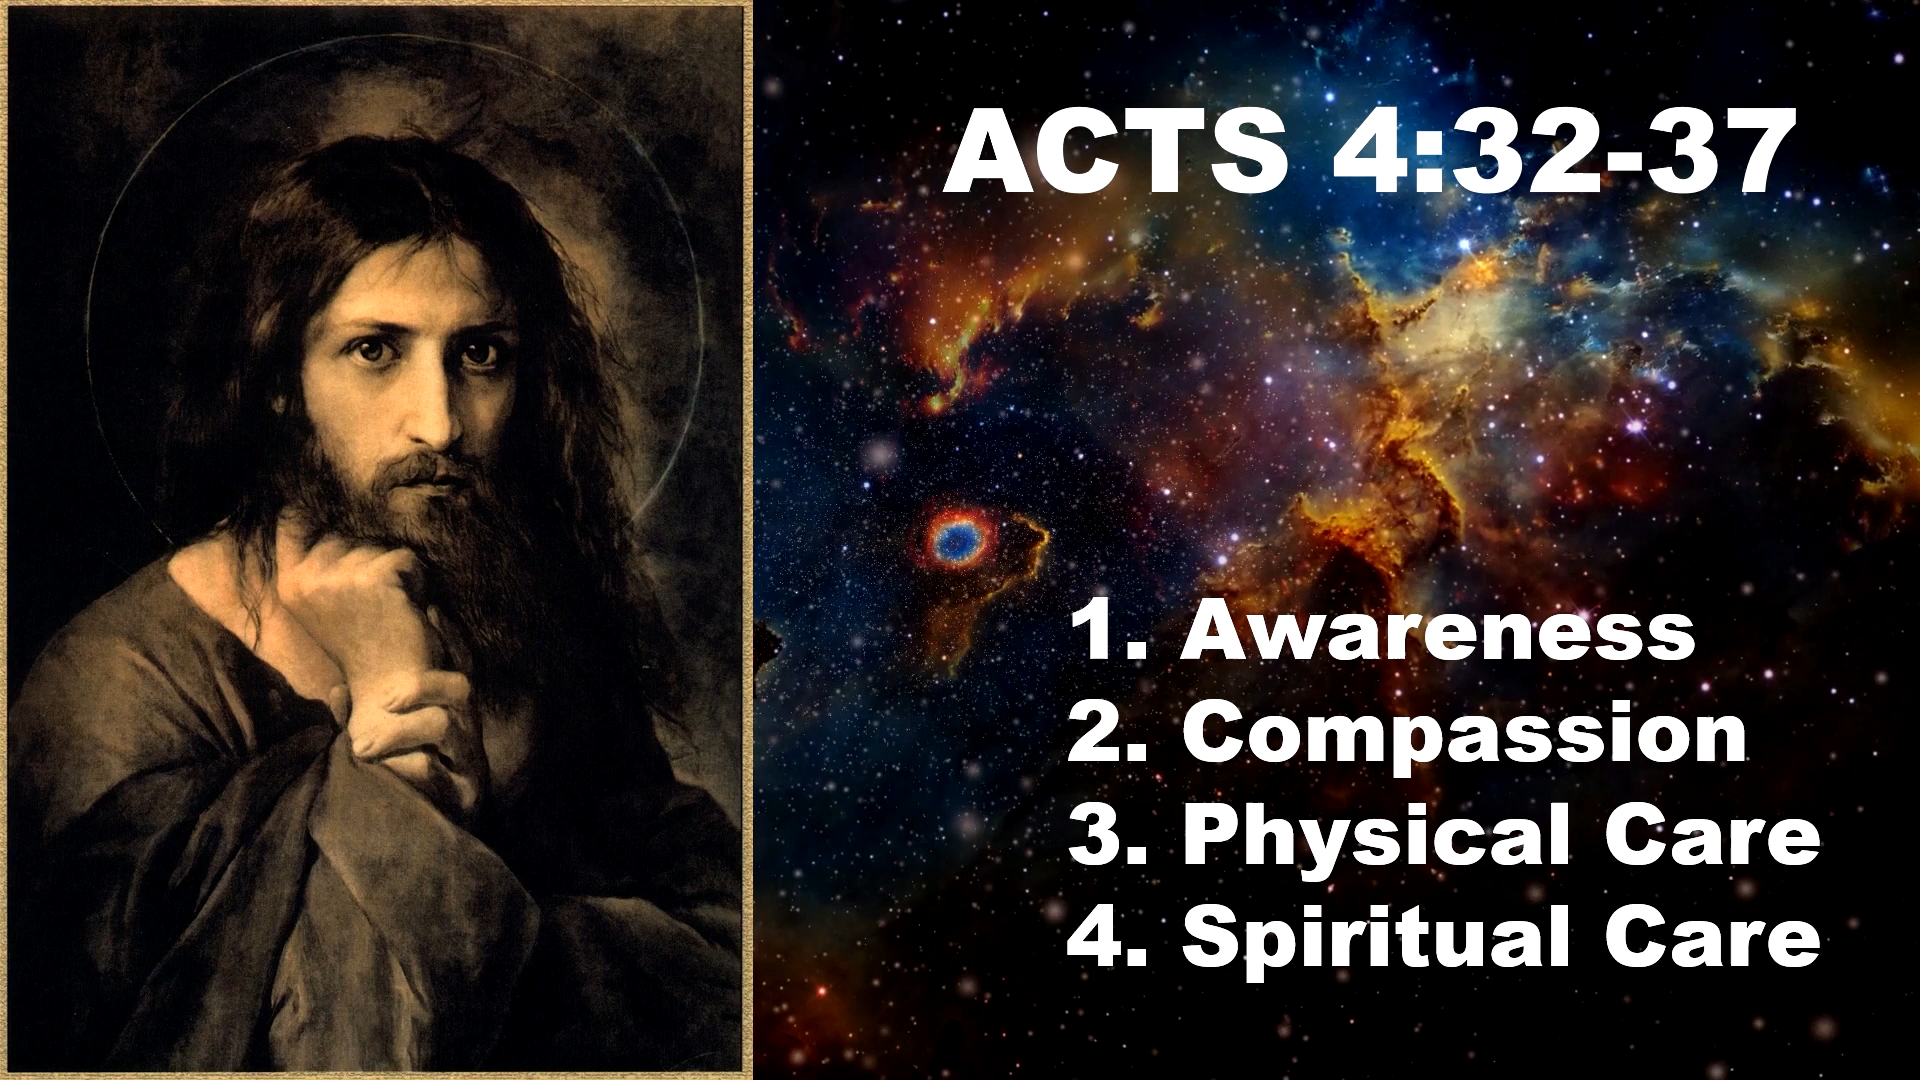 ACTS 4:32-37
1. Awareness
2. Compassion
3. Physical Care
4. Spiritual Care